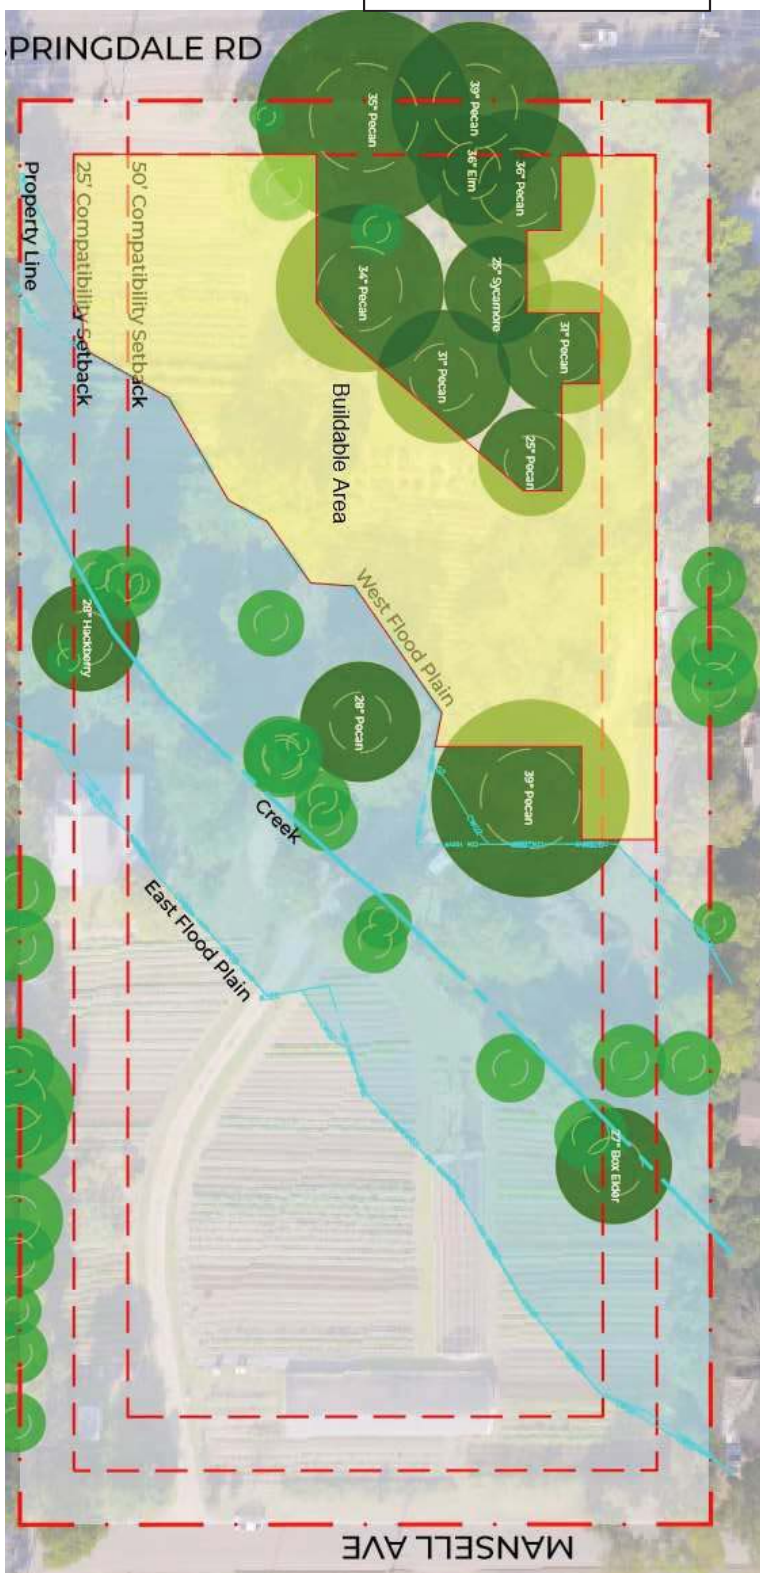 SPRINGDALE RD
35" Pecan
39" Pecan
36" Elm
36" Pecan
Property Line
25' Compatibility Setback
50' Compatibility Setback
34" Pecan
25" Sycamore
31" Pecan
31" Pecan
25" Pecan
Buildable Area
West Flood Plain
28" Hackberry
28" Pecan
39" Pecan
Creek
East Flood Plain
27" Box Elder
MANSELL AVE